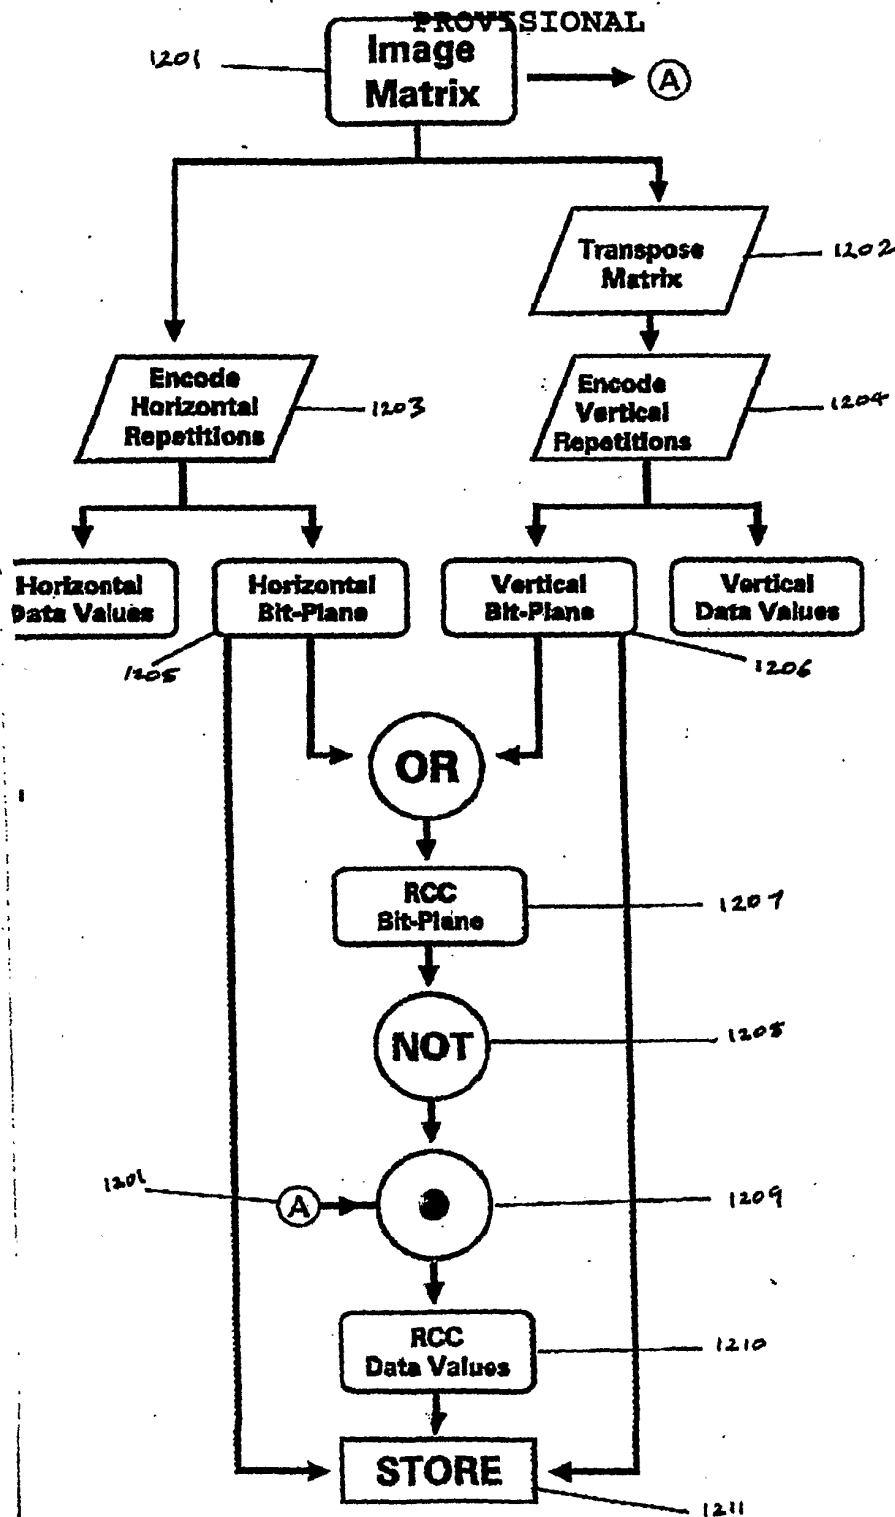 PROVISIONAL
1201
Image
Matrix
A
Transpose
Matrix
1202
Encode
Horizontal
Repetitions
1203
Encode
Vertical
Repetitions
1204
Horizontal
Data Values
Horizontal
Bit-Plane
Vertical
Bit-Plane
Vertical
Data Values
1205
1206
OR
RCC
Bit-Plane
1207
NOT
1208
1201
A
1209
RCC
Data Values
1210
STORE
1211